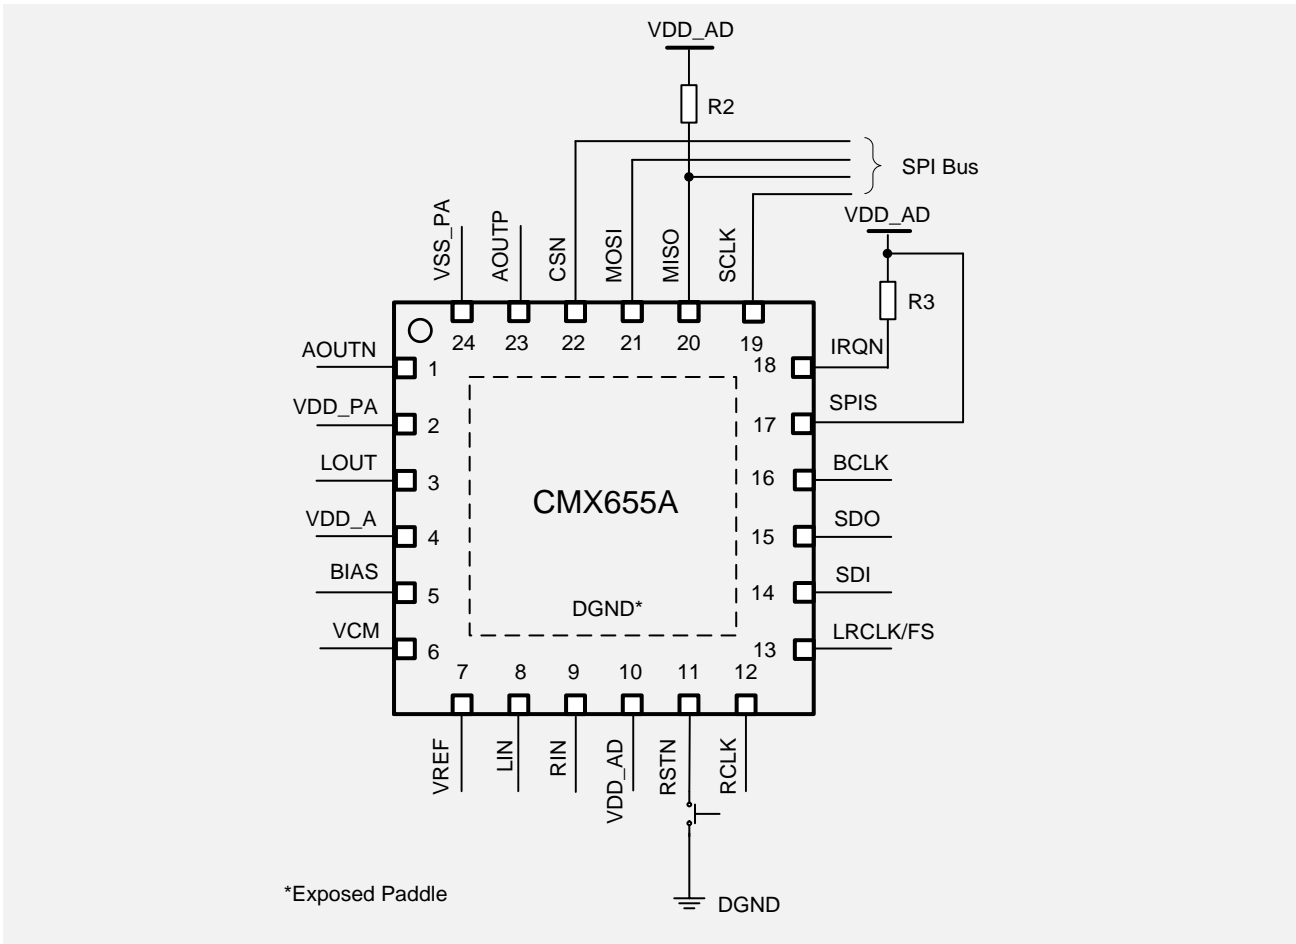 VDD_AD
R2
SPI Bus
VDD_AD
R3
VSS_PA
AOUTP
CSN
MOSI
MISO
SCLK
24
23
22
21
20
19
AOUTN
1
VDD_PA
2
LOUT
3
VDD_A
4
BIAS
5
VCM
6
IRQN
18
SPIS
17
BCLK
16
SDO
15
SDI
14
LRCLK/FS
13
CMX655A
DGND*
7
8
9
10
11
12
VREF
LIN
RIN
VDD_AD
RSTN
RCLK
*Exposed Paddle
DGND